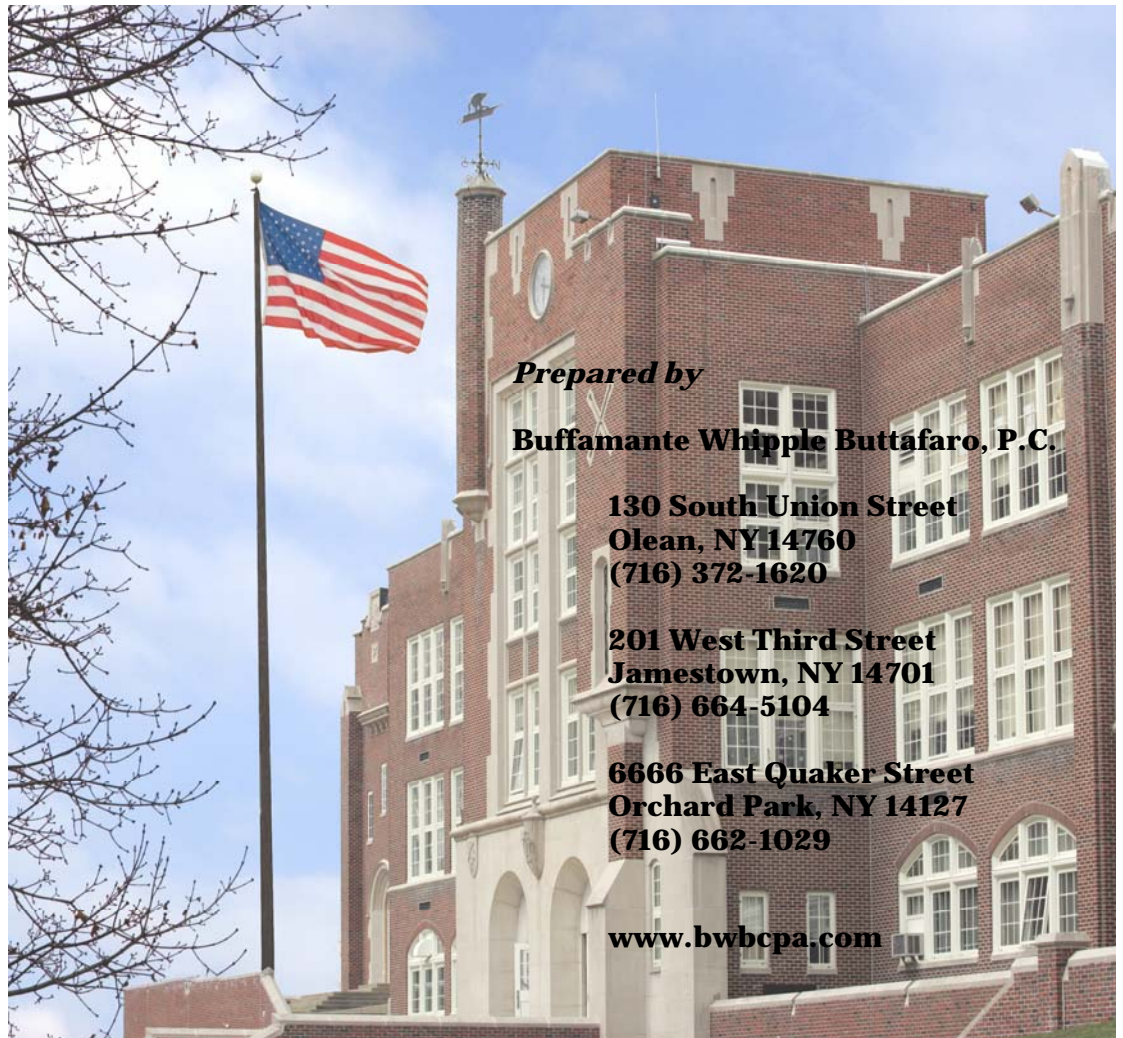 Prepared by
Buffamante Whipple Buttafaro, P.C.
130 South Union Street
Olean, NY 14760
(716) 372-1620
201 West Third Street
Jamestown, NY 14701
(716) 664-5104
6666 East Quaker Street
Orchard Park, NY 14127
(716) 662-1029
www.bwbcpa.com